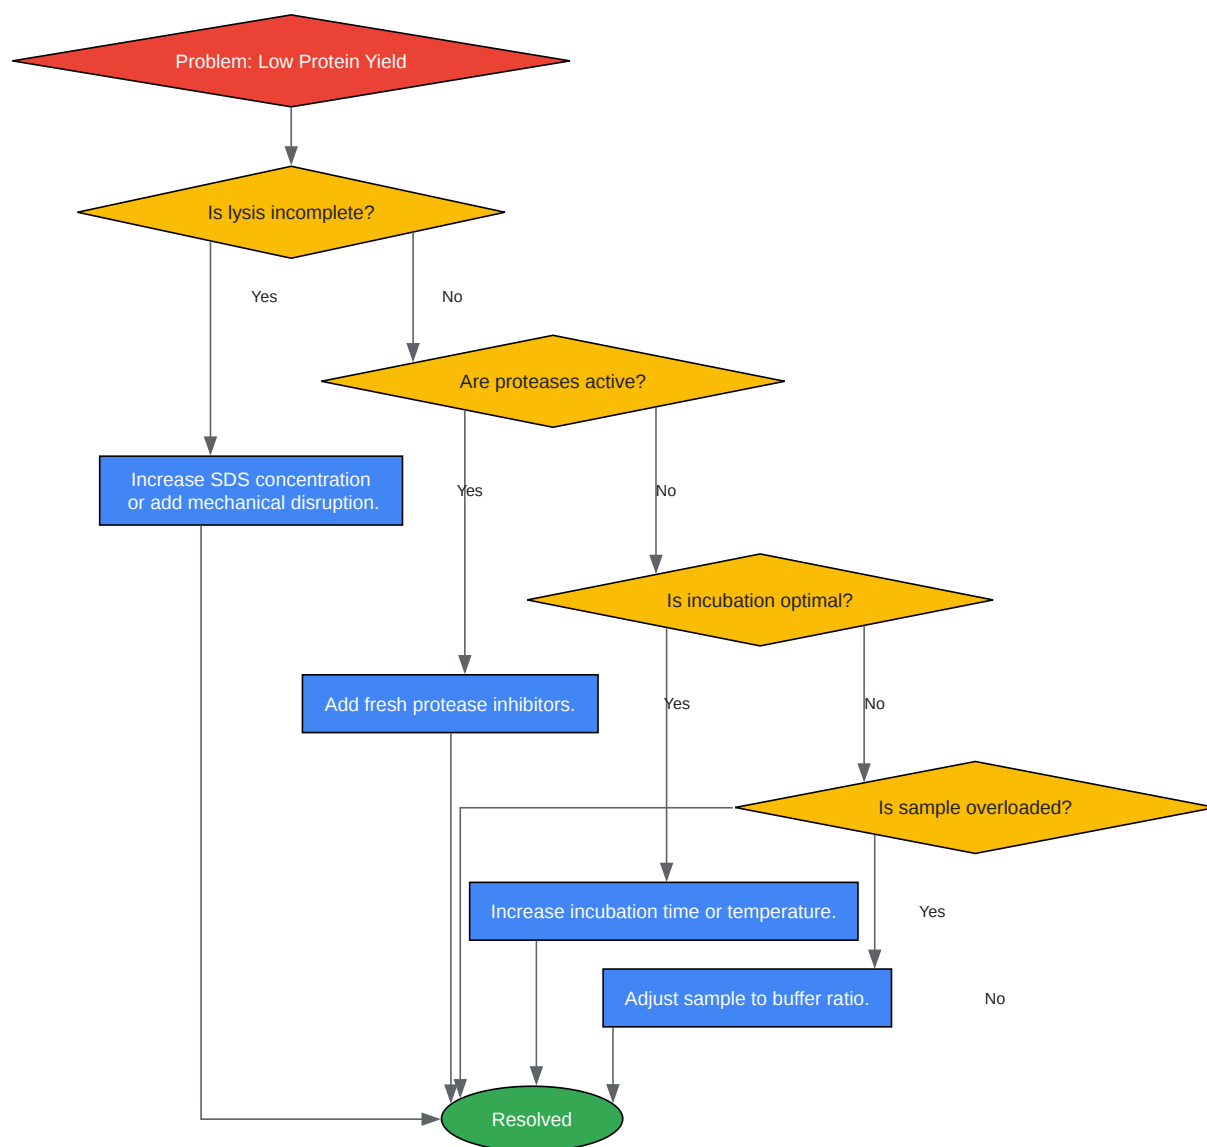 Problem: Low Protein Yield
Is lysis incomplete?
Yes
No
Are proteases active?
Increase SDS concentration
or add mechanical disruption.
Yes
No
Is incubation optimal?
Add fresh protease inhibitors.
Yes
No
Is sample overloaded?
Increase incubation time or temperature.
Yes
Adjust sample to buffer ratio.
No
Resolved